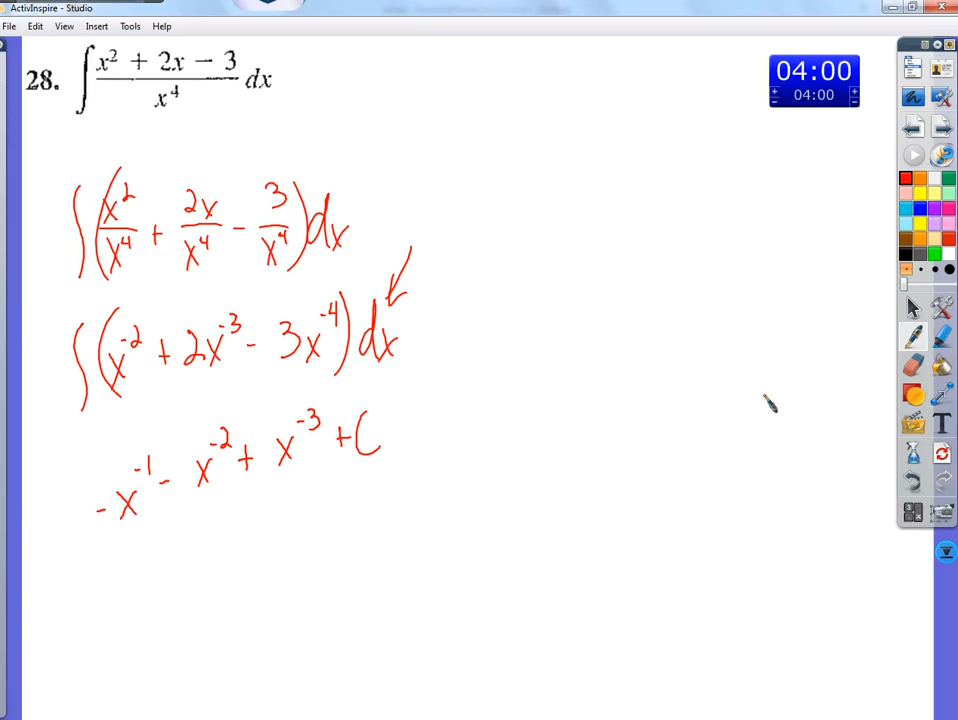 ActivInspire - Studio
File Edit View Insert Tools Help
28. ∫ (x² + 2x − 3)/x⁴ dx
04:00
04:00
∫(x²/x⁴ + 2x/x⁴ - 3/x⁴)dx
∫(x⁻² + 2x⁻³ - 3x⁻⁴)dx
-x⁻¹ - x⁻² + x⁻³ + C